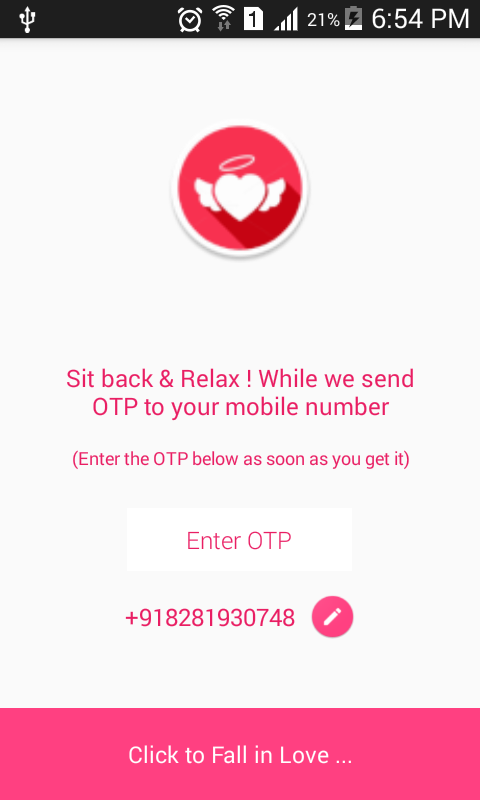 1 21% 6:54 PM
Sit back & Relax ! While we send
OTP to your mobile number
(Enter the OTP below as soon as you get it)
Enter OTP
+918281930748
Click to Fall in Love ...